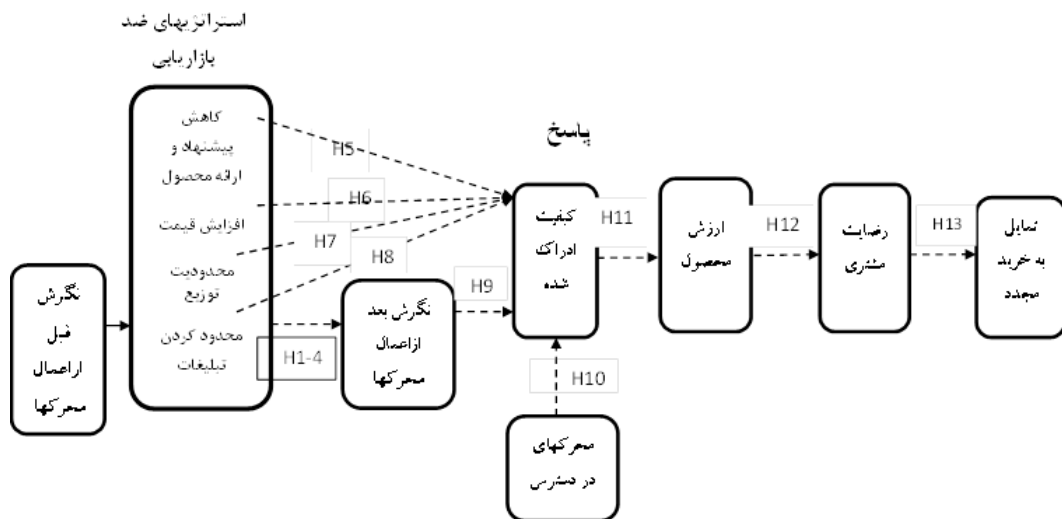 استراتژیهای ضد
بازاریابی
کاهش
پیشنهاد و
ارائه محصول
افزایش قیمت
محدودیت
توزیع
محدود کردن
تبلیغات
نگرش
قبل
ازاعمال
محرکها
H5
H6
H7
H8
H1-4
نگرش بعد
ازاعمال
محرکها
H9
پاسخ
کیفیت
ادراک
شده
H10
محرکهای
در دسترس
H11
ارزش
محصول
H12
رضایت
مشتری
H13
تمایل
به خرید
مجدد